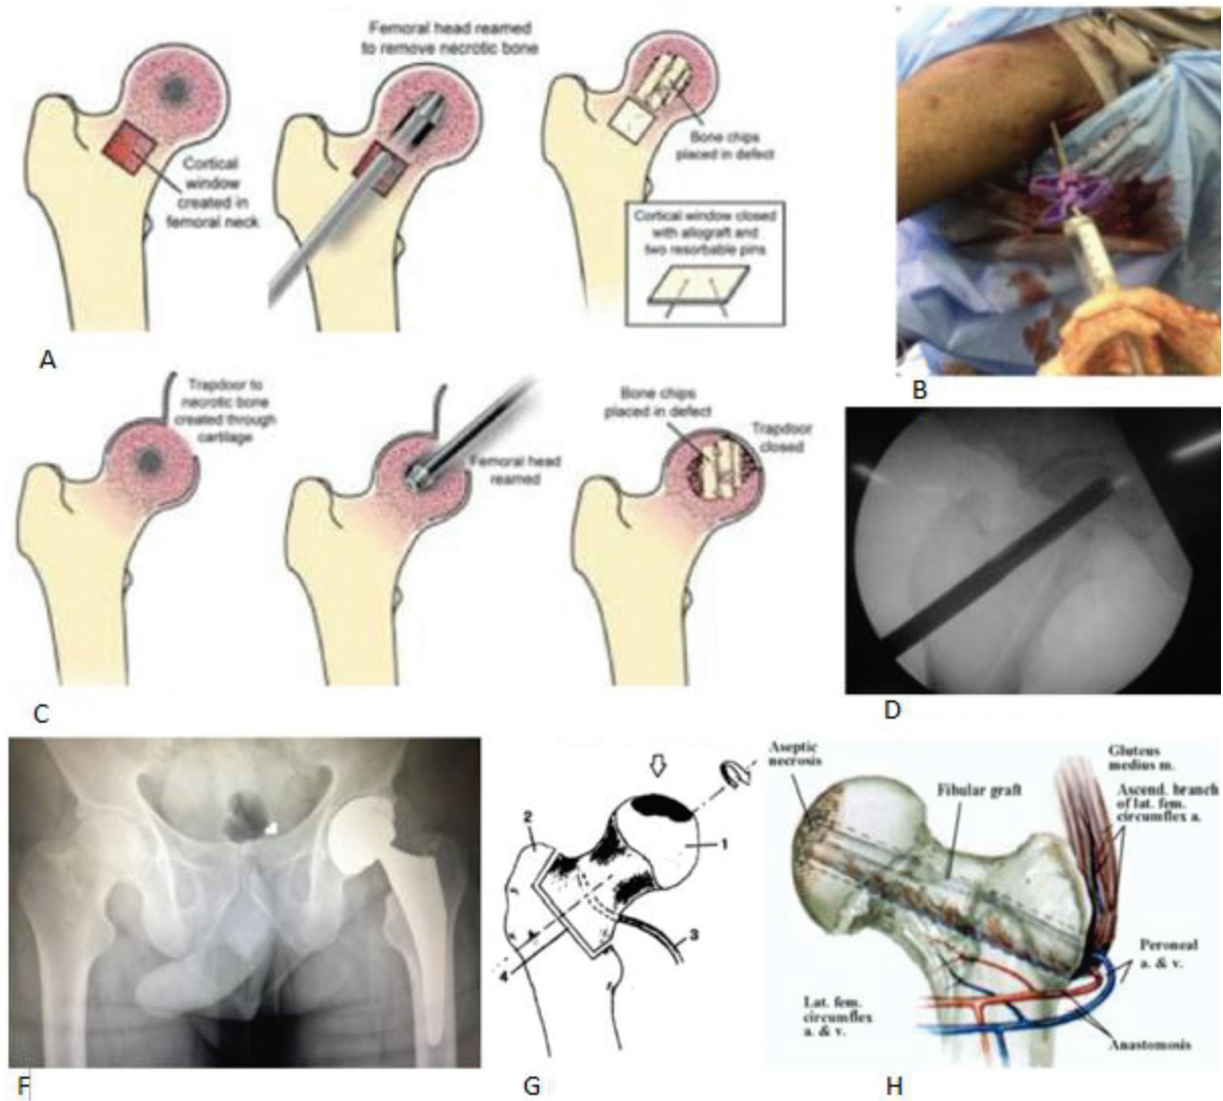 Femoral head reamed
to remove necrotic bone
Cortical
window
created in
femoral neck
Bone chips
placed in defect
Cortical window closed
with allograft and
two resorbable pins
A
B
Trapdoor to
necrotic bone
created through
cartilage
Femoral head
reamed
Bone chips
placed in defect
Trapdoor
closed
C
D
F
2
1
3
4
G
Aseptic
necrosis
Fibular graft
Gluteus
medius m.
Ascend. branch
of lat. fem.
circumflex a.
Peroneal
a. & v.
Lat. fem.
circumflex
a. & v.
Anastomosis
H